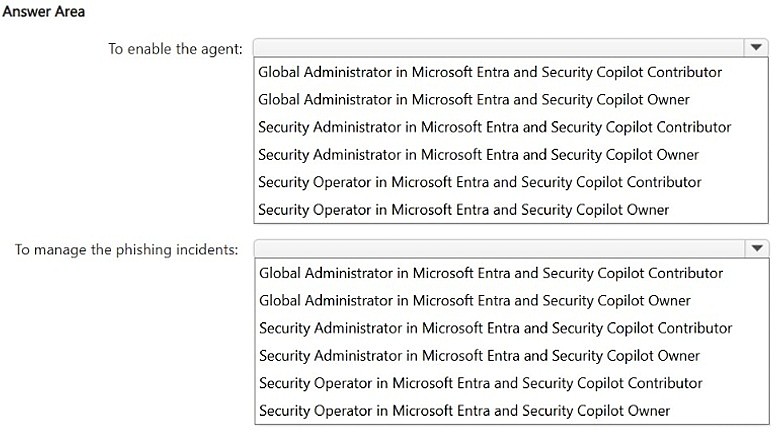 Answer Area
To enable the agent:
Global Administrator in Microsoft Entra and Security Copilot Contributor
Global Administrator in Microsoft Entra and Security Copilot Owner
Security Administrator in Microsoft Entra and Security Copilot Contributor
Security Administrator in Microsoft Entra and Security Copilot Owner
Security Operator in Microsoft Entra and Security Copilot Contributor
Security Operator in Microsoft Entra and Security Copilot Owner
To manage the phishing incidents:
Global Administrator in Microsoft Entra and Security Copilot Contributor
Global Administrator in Microsoft Entra and Security Copilot Owner
Security Administrator in Microsoft Entra and Security Copilot Contributor
Security Administrator in Microsoft Entra and Security Copilot Owner
Security Operator in Microsoft Entra and Security Copilot Contributor
Security Operator in Microsoft Entra and Security Copilot Owner